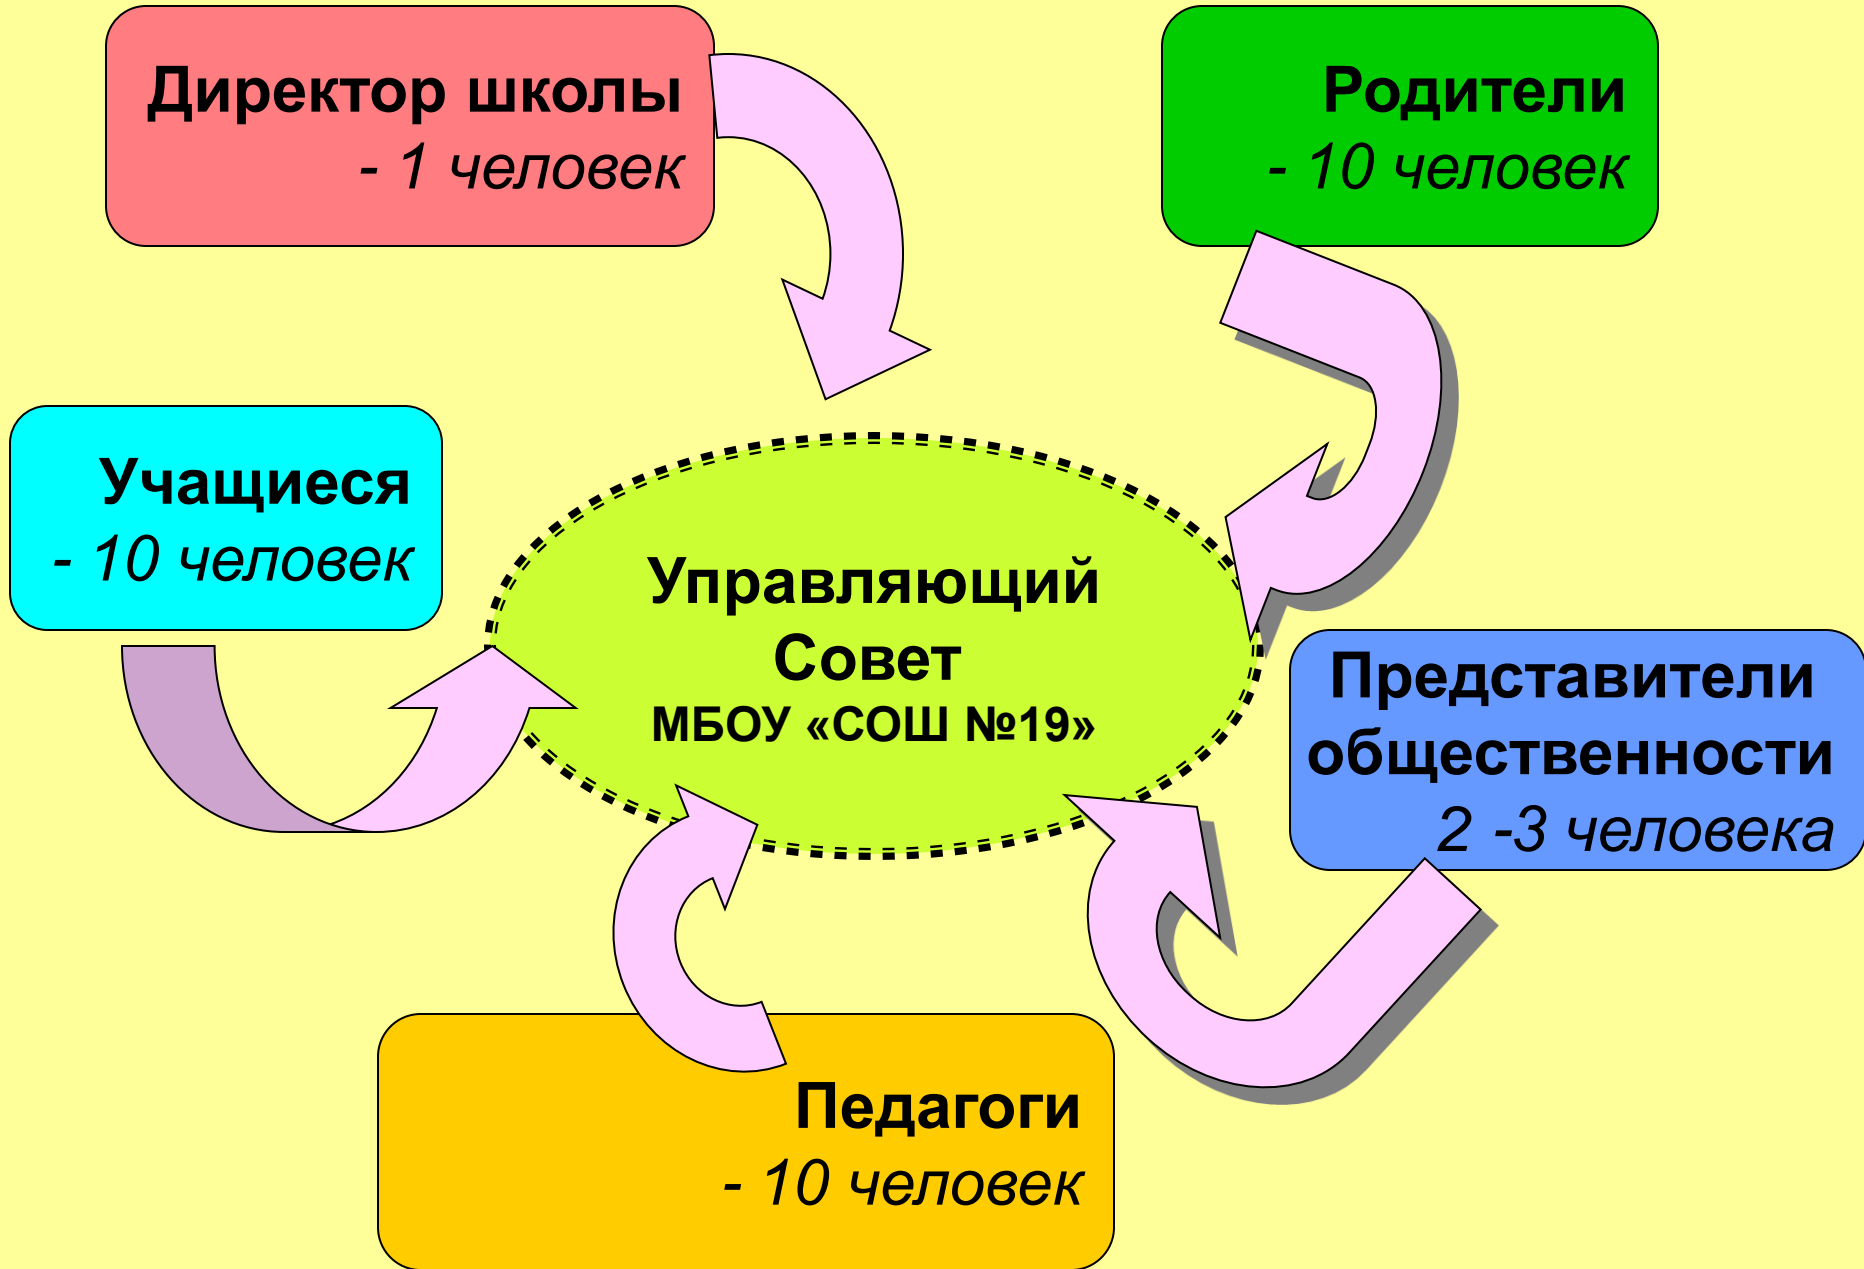 Директор школы
- 1 человек
Родители
- 10 человек
Учащиеся
- 10 человек
Управляющий
Совет
МБОУ «СОШ №19»
Представители
общественности
2 -3 человека
Педагоги
- 10 человек